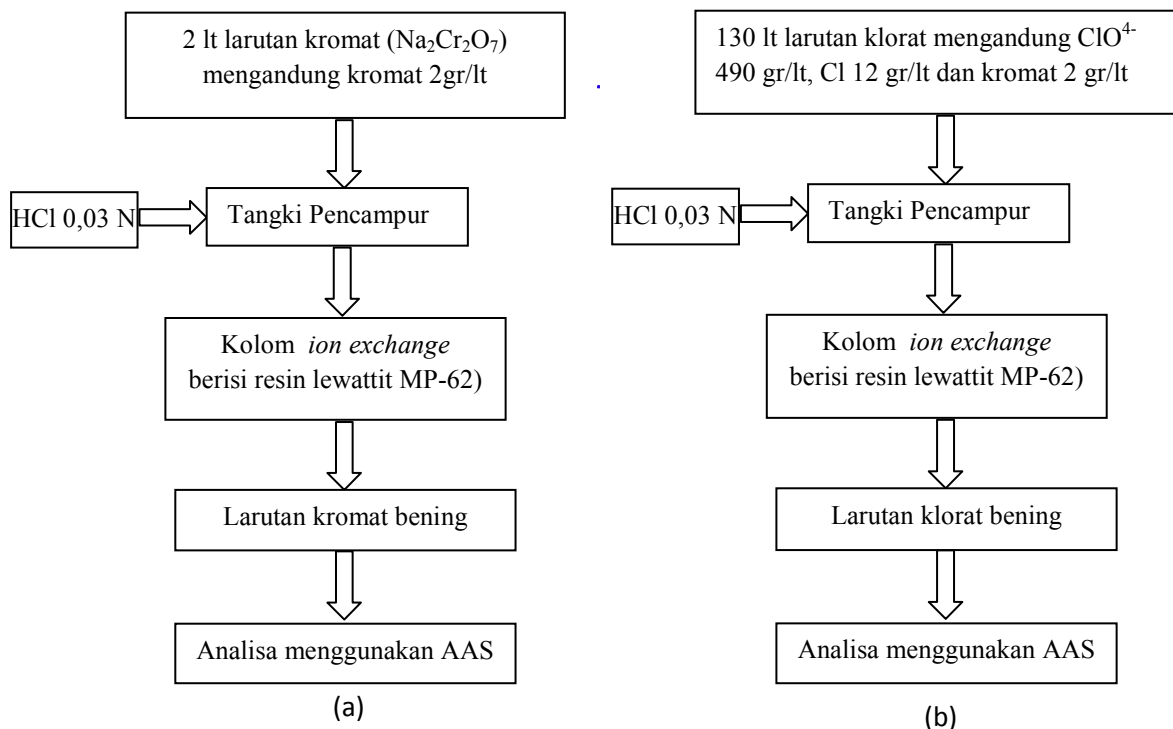 2 lt larutan kromat (Na₂Cr₂O₇)
mengandung kromat 2gr/lt
HCl 0,03 N
Tangki Pencampur
Kolom ion exchange
berisi resin lewattit MP-62)
Larutan kromat bening
Analisa menggunakan AAS
(a)
130 lt larutan klorat mengandung ClO⁴⁻
490 gr/lt, Cl 12 gr/lt dan kromat 2 gr/lt
HCl 0,03 N
Tangki Pencampur
Kolom ion exchange
berisi resin lewattit MP-62)
Larutan klorat bening
Analisa menggunakan AAS
(b)